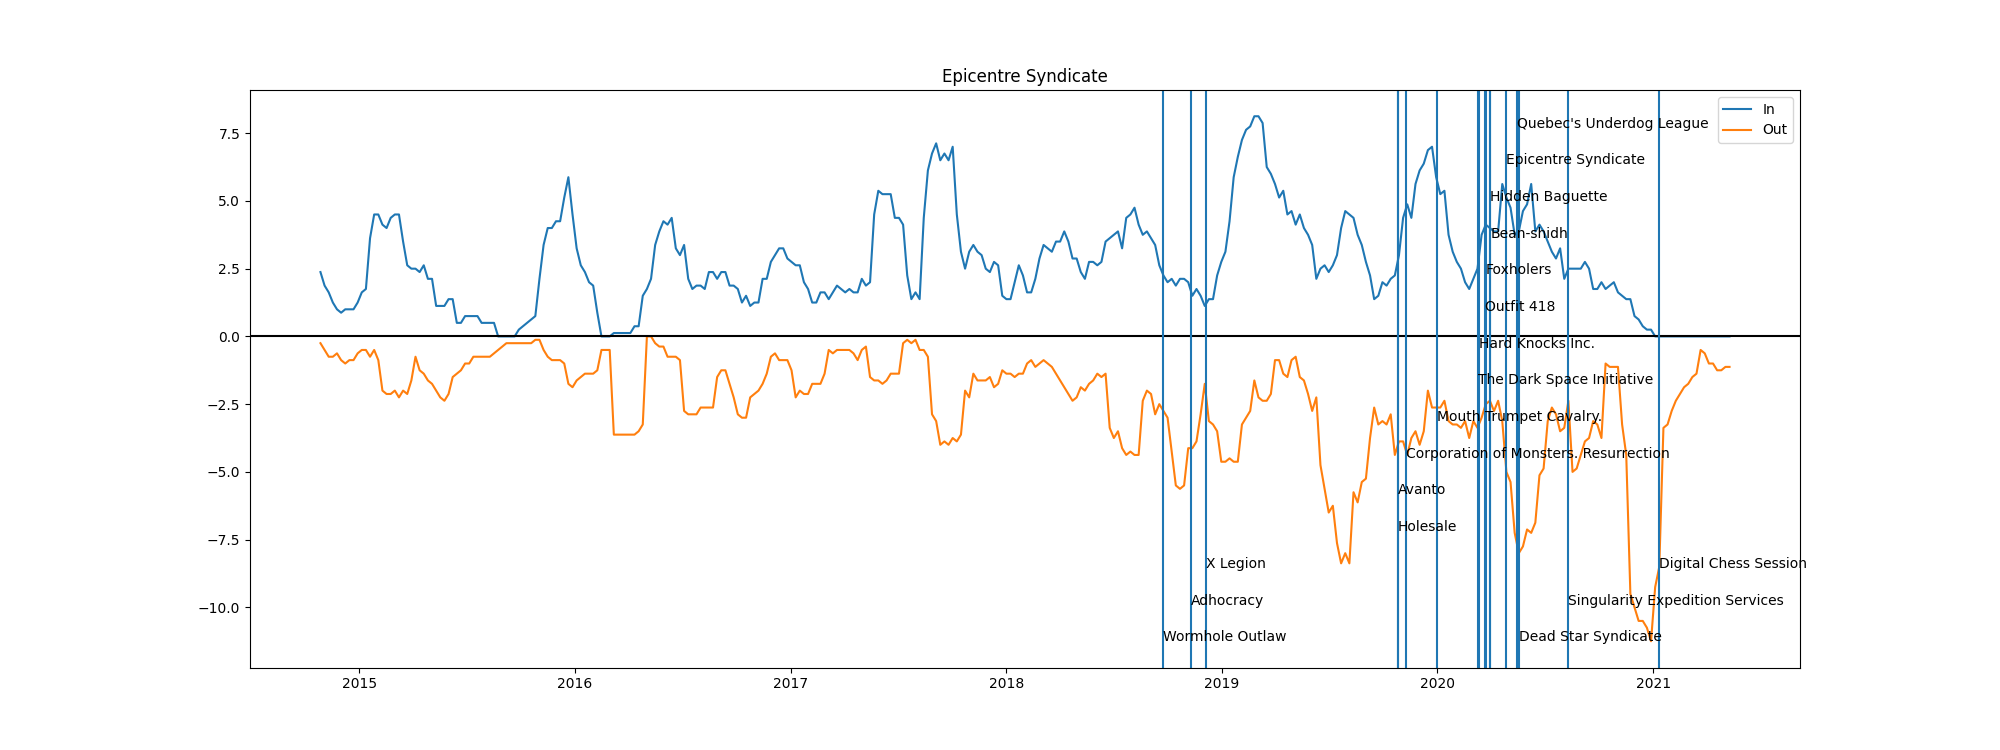 Epicentre Syndicate
In
Out
7.5
5.0
2.5
0.0
−2.5
−5.0
−7.5
−10.0
Quebec's Underdog League
Epicentre Syndicate
Hidden Baguette
Bean-shidh
Foxholers
Outfit 418
Hard Knocks Inc.
The Dark Space Initiative
Mouth Trumpet Cavalry.
Corporation of Monsters. Resurrection
Avanto
Holesale
X Legion
Digital Chess Session
Adhocracy
Singularity Expedition Services
Wormhole Outlaw
Dead Star Syndicate
2015
2016
2017
2018
2019
2020
2021